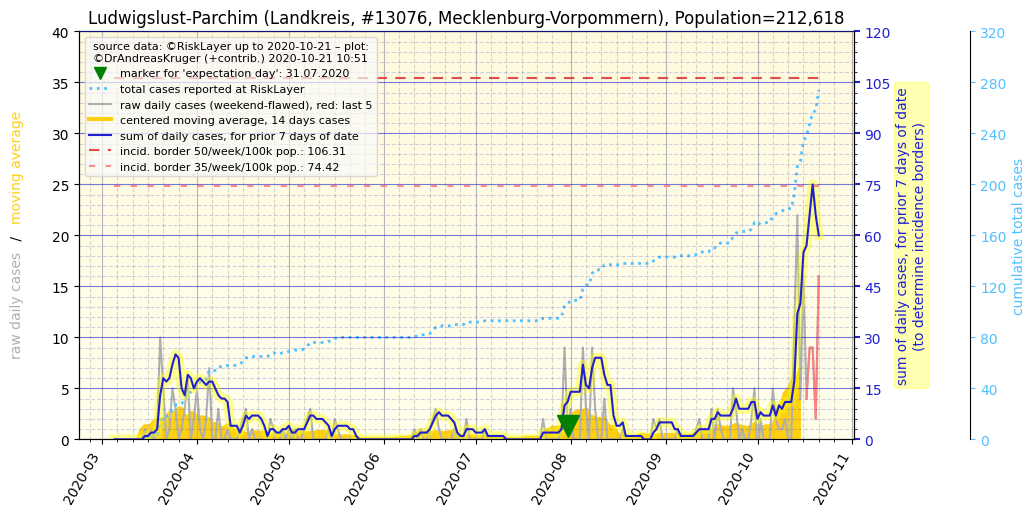 Ludwigslust-Parchim (Landkreis, #13076, Mecklenburg-Vorpommern), Population=212,618
source data: ©RiskLayer up to 2020-10-21 – plot:
©DrAndreasKruger (+contrib.) 2020-10-21 10:51
marker for 'expectation day': 31.07.2020
total cases reported at RiskLayer
raw daily cases (weekend-flawed), red: last 5
centered moving average, 14 days cases
sum of daily cases, for prior 7 days of date
incid. border 50/week/100k pop.: 106.31
incid. border 35/week/100k pop.: 74.42
raw daily cases / moving average
40
35
30
25
20
15
10
5
0
2020-03
2020-04
2020-05
2020-06
2020-07
2020-08
2020-09
2020-10
2020-11
120
105
90
75
60
45
30
15
0
sum of daily cases, for prior 7 days of date
(to determine incidence borders)
320
280
240
200
160
120
80
40
0
cumulative total cases